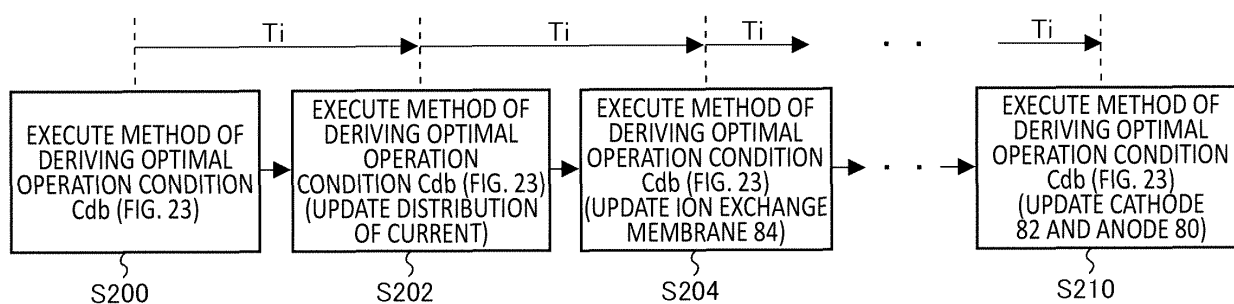 Ti
Ti
Ti
Ti
EXECUTE METHOD OF
DERIVING OPTIMAL
OPERATION CONDITION
Cdb (FIG. 23)
EXECUTE METHOD OF
DERIVING OPTIMAL
OPERATION
CONDITION Cdb (FIG. 23)
(UPDATE DISTRIBUTION
OF CURRENT)
EXECUTE METHOD OF
DERIVING OPTIMAL
OPERATION CONDITION
Cdb (FIG. 23)
(UPDATE ION EXCHANGE
MEMBRANE 84)
EXECUTE METHOD OF
DERIVING OPTIMAL
OPERATION CONDITION
Cdb (FIG. 23)
(UPDATE CATHODE
82 AND ANODE 80)
S200
S202
S204
S210